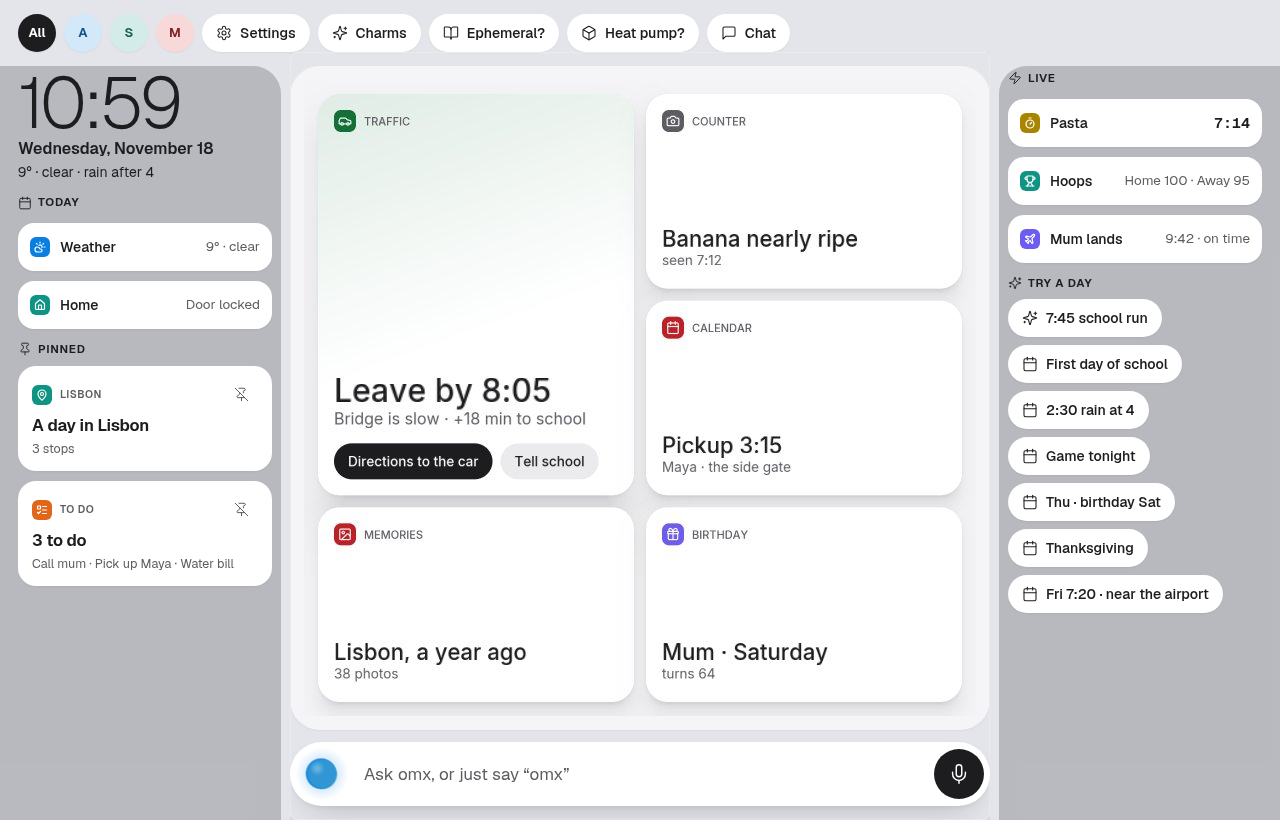 All
A
S
M
Settings
Charms
Ephemeral?
Heat pump?
Chat
10:59
Wednesday, November 18
9° · clear · rain after 4
TODAY
Weather
9° · clear
Home
Door locked
PINNED
LISBON
A day in Lisbon
3 stops
TO DO
3 to do
Call mum · Pick up Maya · Water bill
TRAFFIC
Leave by 8:05
Bridge is slow · +18 min to school
Directions to the car
Tell school
COUNTER
Banana nearly ripe
seen 7:12
CALENDAR
Pickup 3:15
Maya · the side gate
MEMORIES
Lisbon, a year ago
38 photos
BIRTHDAY
Mum · Saturday
turns 64
Ask omx, or just say “omx”
LIVE
Pasta
7:14
Hoops
Home 100 · Away 95
Mum lands
9:42 · on time
TRY A DAY
7:45 school run
First day of school
2:30 rain at 4
Game tonight
Thu · birthday Sat
Thanksgiving
Fri 7:20 · near the airport